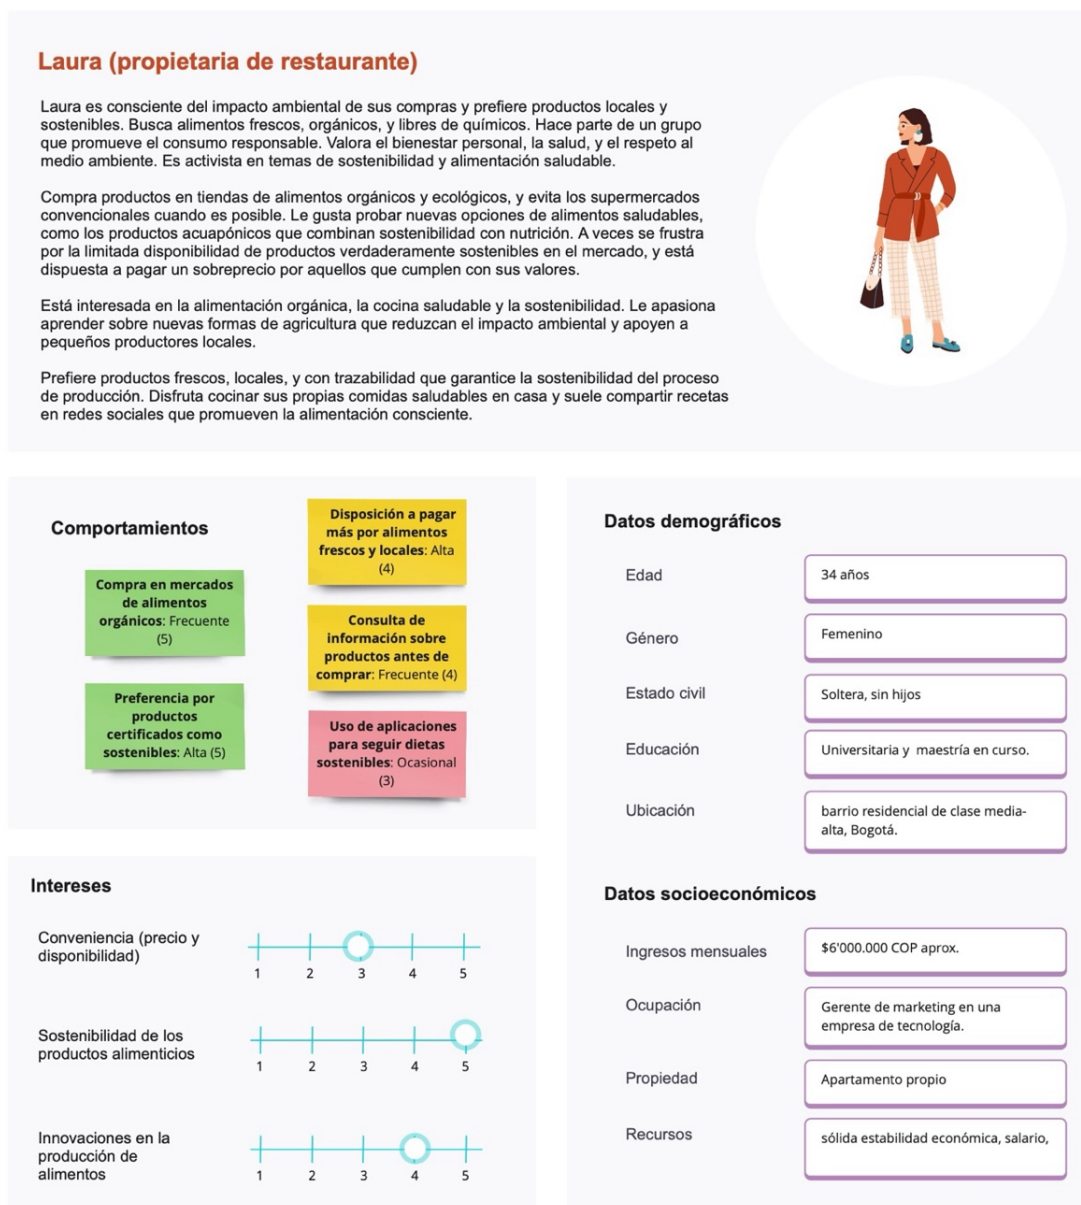 Laura (propietaria de restaurante)
Laura es consciente del impacto ambiental de sus compras y prefiere productos locales y
sostenibles. Busca alimentos frescos, orgánicos, y libres de químicos. Hace parte de un grupo
que promueve el consumo responsable. Valora el bienestar personal, la salud, y el respeto al
medio ambiente. Es activista en temas de sostenibilidad y alimentación saludable.
Compra productos en tiendas de alimentos orgánicos y ecológicos, y evita los supermercados
convencionales cuando es posible. Le gusta probar nuevas opciones de alimentos saludables,
como los productos acuapónicos que combinan sostenibilidad con nutrición. A veces se frustra
por la limitada disponibilidad de productos verdaderamente sostenibles en el mercado, y está
dispuesta a pagar un sobreprecio por aquellos que cumplen con sus valores.
Está interesada en la alimentación orgánica, la cocina saludable y la sostenibilidad. Le apasiona
aprender sobre nuevas formas de agricultura que reduzcan el impacto ambiental y apoyen a
pequeños productores locales.
Prefiere productos frescos, locales, y con trazabilidad que garantice la sostenibilidad del proceso
de producción. Disfruta cocinar sus propias comidas saludables en casa y suele compartir recetas
en redes sociales que promueven la alimentación consciente.
Comportamientos
Compra en mercados
de alimentos
orgánicos: Frecuente
(5)
Preferencia por
productos
certificados como
sostenibles: Alta (5)
Disposición a pagar
más por alimentos
frescos y locales: Alta
(4)
Consulta de
información sobre
productos antes de
comprar: Frecuente (4)
Uso de aplicaciones
para seguir dietas
sostenibles: Ocasional
(3)
Intereses
Conveniencia (precio y
disponibilidad)
1 2 3 4 5
Sostenibilidad de los
productos alimenticios
1 2 3 4 5
Innovaciones en la
producción de
alimentos
1 2 3 4 5
Datos demográficos
Edad
34 años
Género
Femenino
Estado civil
Soltera, sin hijos
Educación
Universitaria y maestría en curso.
Ubicación
barrio residencial de clase media-
alta, Bogotá.
Datos socioeconómicos
Ingresos mensuales
$6'000.000 COP aprox.
Ocupación
Gerente de marketing en una
empresa de tecnología.
Propiedad
Apartamento propio
Recursos
sólida estabilidad económica, salario,